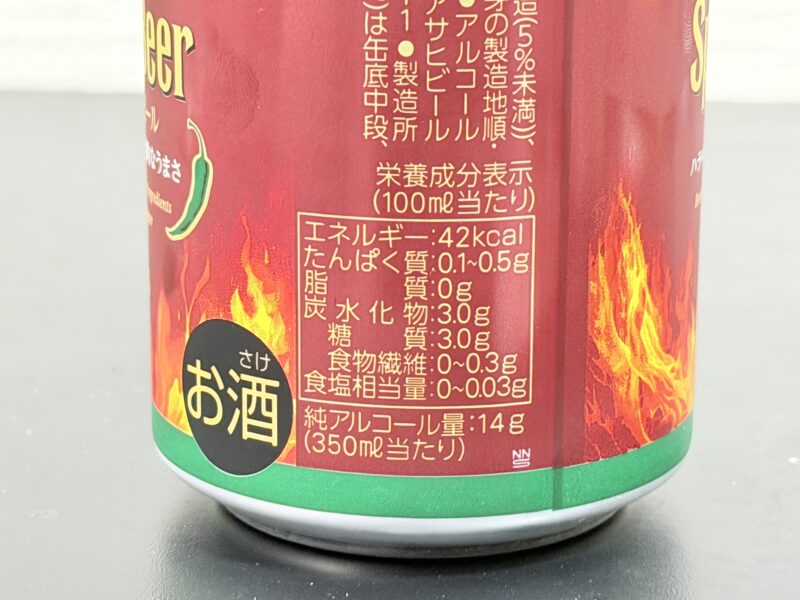 eer
ール
なうまさ
造(5%未満)、
身の製造地順・
●アルコール
アサヒビール
1●製造所
)は缶底中段、
栄養成分表示
(100ml当たり)
エネルギー:42kcal
たんぱく質:0.1~0.5g
脂質:0g
炭水化物:3.0g
糖質:3.0g
食物繊維:0~0.3g
食塩相当量:0~0.03g
純アルコール量:14g
(350ml当たり)
さけ
お酒
NN
S